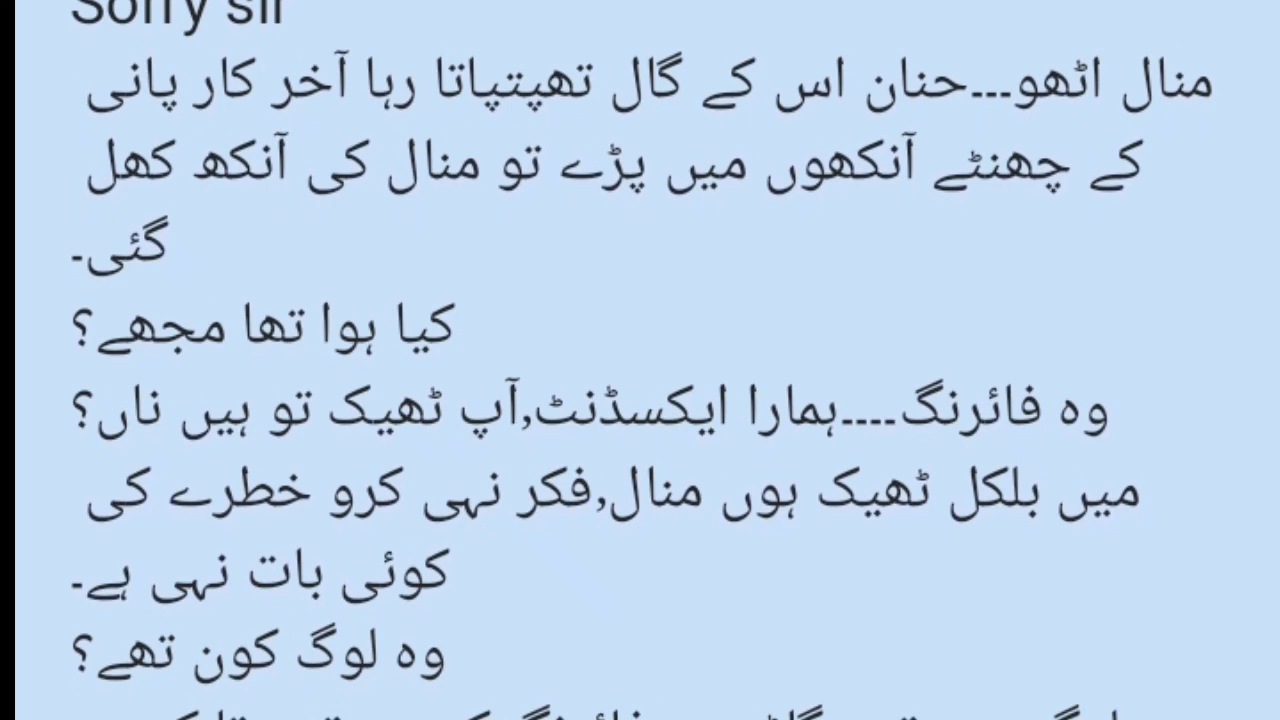 Sorry sir
منال اٹھو۔۔۔حنان اس کے گال تھپتپاتا رہا آخر کار پانی
کے چھنٹے آنکھوں میں پڑے تو منال کی آنکھ کھل
گئی۔
کیا ہوا تھا مجھے؟
وہ فائرنگ۔۔۔۔ہمارا ایکسڈنٹ,آپ ٹھیک تو ہیں ناں؟
میں بلکل ٹھیک ہوں منال,فکر نہی کرو خطرے کی
کوئی بات نہی ہے۔
وہ لوگ کون تھے؟